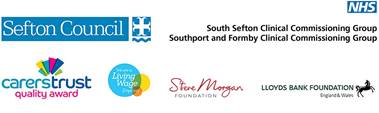 NHS
Sefton Council
South Sefton Clinical Commissioning Group
Southport and Formby Clinical Commissioning Group
carerstrust
quality award
Living
Wage
Steve Morgan
FOUNDATION
LLOYDS BANK FOUNDATION
England & Wales